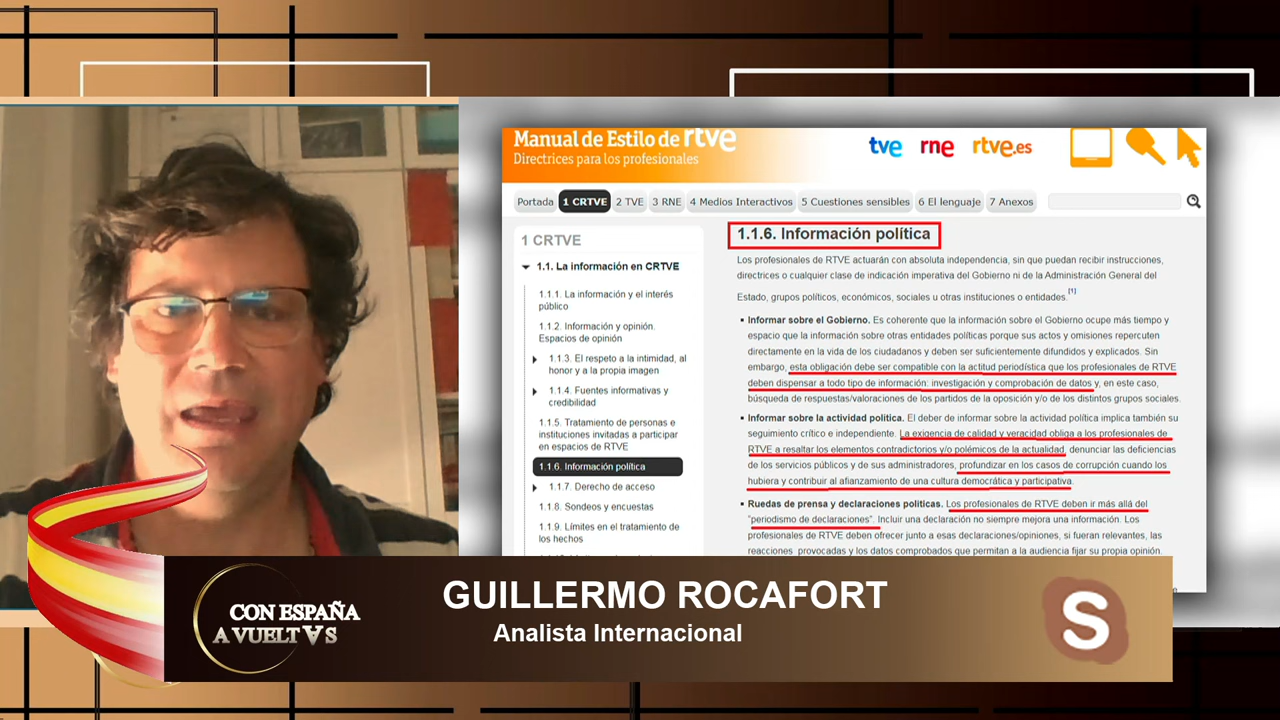 Manual de Estilo de rtve
Directrices para los profesionales
tve rne rtve.es
Portada 1 CRTVE 2 TVE 3 RNE 4 Medios Interactivos 5 Cuestiones sensibles 6 El lenguaje 7 Anexos
1 CRTVE
1.1. La información en CRTVE
1.1.1. La información y el interés
público
1.1.2. Información y opinión.
Espacios de opinión
1.1.3. El respeto a la intimidad, al
honor y a la propia imagen
1.1.4. Fuentes informativas y
credibilidad
1.1.5. Tratamiento de personas e
instituciones invitadas a participar
en espacios de RTVE
1.1.6. Información política
1.1.7. Derecho de acceso
1.1.8. Sondeos y encuestas
1.1.9. Límites en el tratamiento de
los hechos
1.1.6. Información política
Los profesionales de RTVE actuarán con absoluta independencia, sin que puedan recibir instrucciones,
directrices o cualquier clase de indicación imperativa del Gobierno ni de la Administración General del
Estado, grupos políticos, económicos, sociales u otras instituciones o entidades.[1]
▪ Informar sobre el Gobierno. Es coherente que la información sobre el Gobierno ocupe más tiempo y
espacio que la información sobre otras entidades políticas porque sus actos y omisiones repercuten
directamente en la vida de los ciudadanos y deben ser suficientemente difundidos y explicados. Sin
embargo, esta obligación debe ser compatible con la actitud periodística que los profesionales de RTVE
deben dispensar a todo tipo de información: investigación y comprobación de datos y, en este caso,
búsqueda de respuestas/valoraciones de los partidos de la oposición y/o de los distintos grupos sociales.
▪ Informar sobre la actividad política. El deber de informar sobre la actividad política implica también su
seguimiento crítico e independiente. La exigencia de calidad y veracidad obliga a los profesionales de
RTVE a resaltar los elementos contradictorios y/o polémicos de la actualidad, denunciar las deficiencias
de los servicios públicos y de sus administradores, profundizar en los casos de corrupción cuando los
hubiera y contribuir al afianzamiento de una cultura democrática y participativa.
▪ Ruedas de prensa y declaraciones políticas. Los profesionales de RTVE deben ir más allá del
"periodismo de declaraciones". Incluir una declaración no siempre mejora una información. Los
profesionales de RTVE deben ofrecer junto a esas declaraciones/opiniones, si fueran relevantes, las
reacciones provocadas y los datos comprobados que permitan a la audiencia fijar su propia opinión.
CON ESPAÑA
A VUELT∀S
GUILLERMO ROCAFORT
Analista Internacional
S